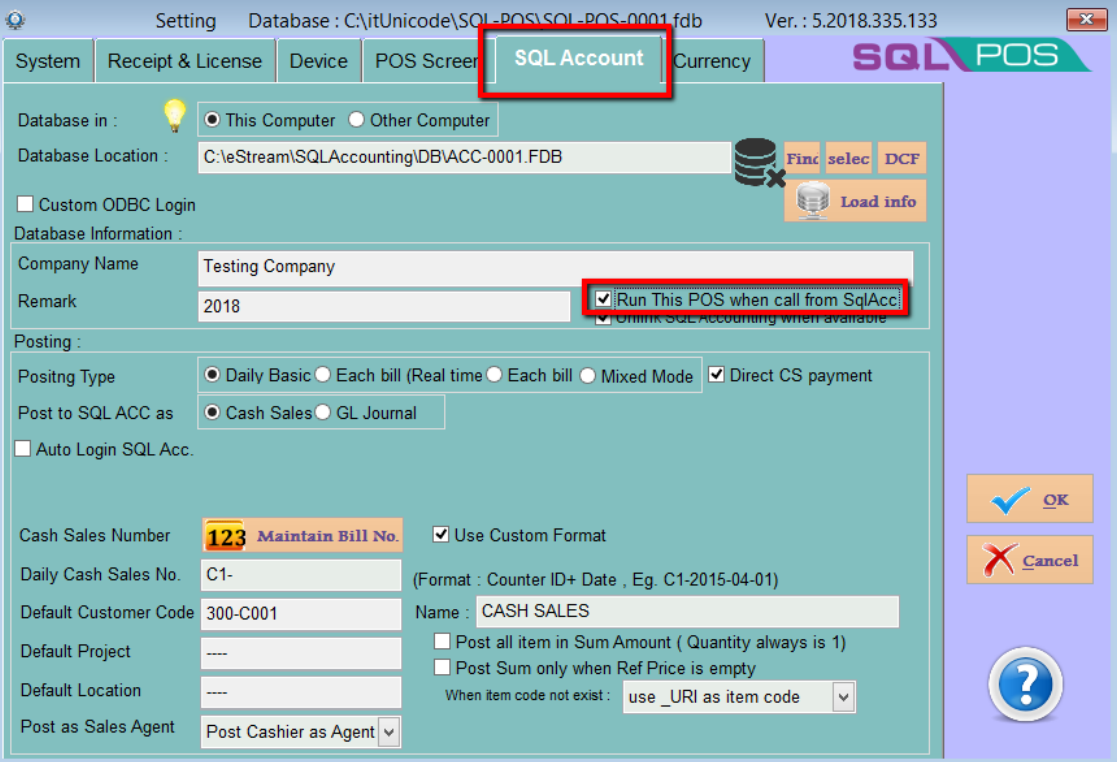 Setting Database : C:\itUnicode\SQL-POS\SQL-POS-0001.fdb Ver. : 5.2018.335.133
System Receipt & License Device POS Screen SQL Account Currency
SQL POS
Database in : This Computer Other Computer
Database Location : C:\eStream\SQLAccounting\DB\ACC-0001.FDB Find selec DCF
Custom ODBC Login Load info
Database Information :
Company Name Testing Company
Remark 2018 Run This POS when call from SqlAcc
Unlink SQL Accounting when available
Posting :
Positng Type Daily Basic Each bill (Real time Each bill Mixed Mode Direct CS payment
Post to SQL ACC as Cash Sales GL Journal
Auto Login SQL Acc.
OK
Cash Sales Number 123 Maintain Bill No. Use Custom Format
Cancel
Daily Cash Sales No. C1- (Format : Counter ID+ Date , Eg. C1-2015-04-01)
Default Customer Code 300-C001 Name : CASH SALES
Post all item in Sum Amount ( Quantity always is 1)
Default Project ----
Post Sum only when Ref Price is empty
Default Location ---- When item code not exist : use _URI as item code
Post as Sales Agent Post Cashier as Agent
?